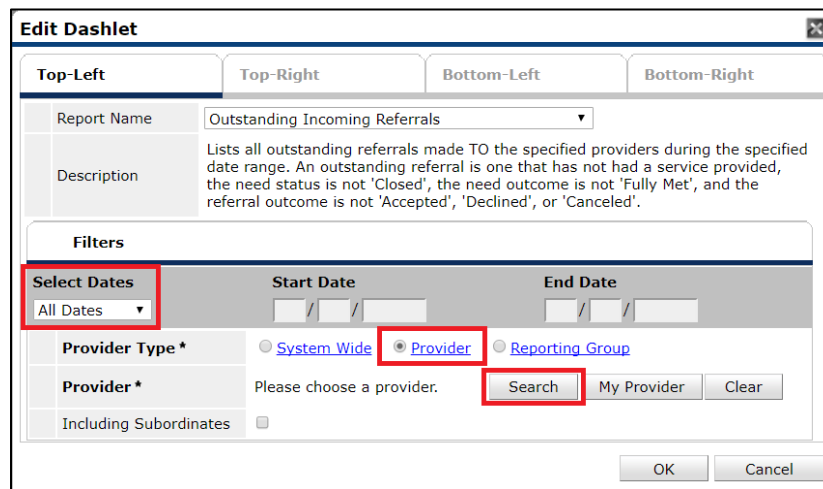 Edit Dashlet
Top-Left Top-Right Bottom-Left Bottom-Right
Report Name Outstanding Incoming Referrals
Description
Lists all outstanding referrals made TO the specified providers during the specified
date range. An outstanding referral is one that has not had a service provided,
the need status is not 'Closed', the need outcome is not 'Fully Met', and the
referral outcome is not 'Accepted', 'Declined', or 'Canceled'.
Filters
Select Dates Start Date End Date
All Dates / / / /
Provider Type* System Wide Provider Reporting Group
Provider* Please choose a provider. Search My Provider Clear
Including Subordinates
OK Cancel